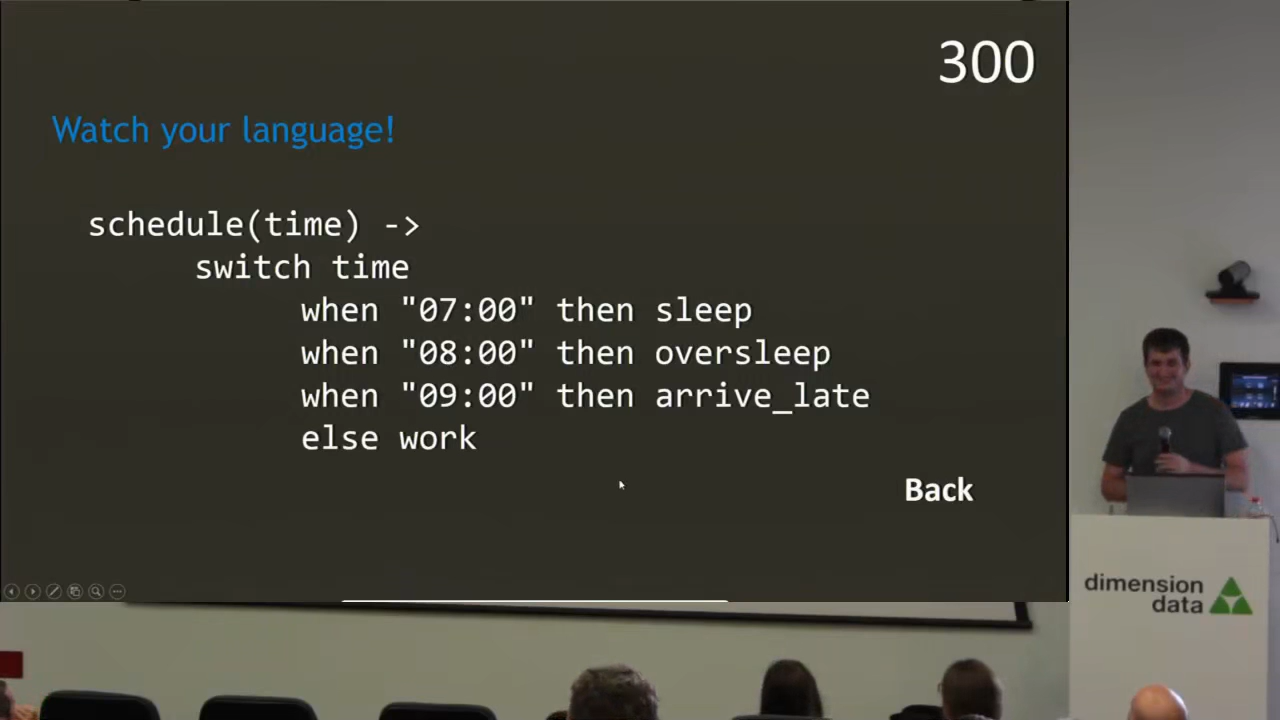 300
Watch your language!
schedule(time) ->
switch time
when "07:00" then sleep
when "08:00" then oversleep
when "09:00" then arrive_late
else work
Back
dimension
data